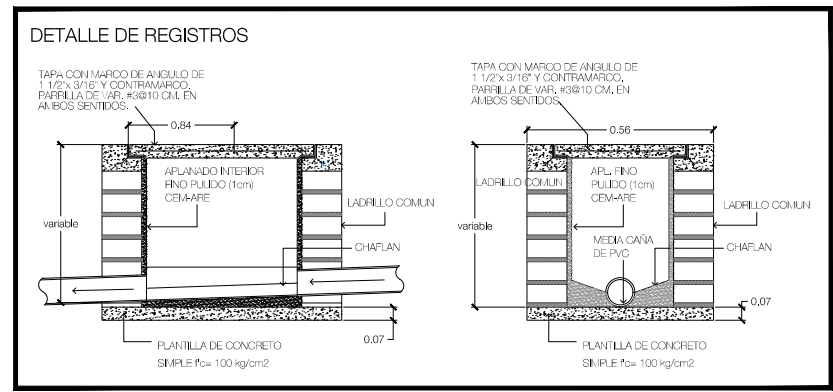 DETALLE DE REGISTROS
TAPA CON MARCO DE ANGULO DE
1 1/2"x 3/16" Y CONTRAMARCO.
PARRILLA DE VAR. #3@10 CM. EN
AMBOS SENTIDOS.
0.84
APLANADO INTERIOR
FINO PULIDO (1cm)
CEM-ARE
variable
LADRILLO COMUN
CHAFLAN
0.07
PLANTILLA DE CONCRETO
SIMPLE f'c= 100 kg/cm2
TAPA CON MARCO DE ANGULO DE
1 1/2"x 3/16" Y CONTRAMARCO.
PARRILLA DE VAR. #3@10 CM. EN
AMBOS SENTIDOS.
0.56
LADRILLO COMUN
APL. FINO
PULIDO (1cm)
CEM-ARE
LADRILLO COMUN
variable
MEDIA CAÑA
DE PVC
CHAFLAN
0.07
PLANTILLA DE CONCRETO
SIMPLE f'c= 100 kg/cm2